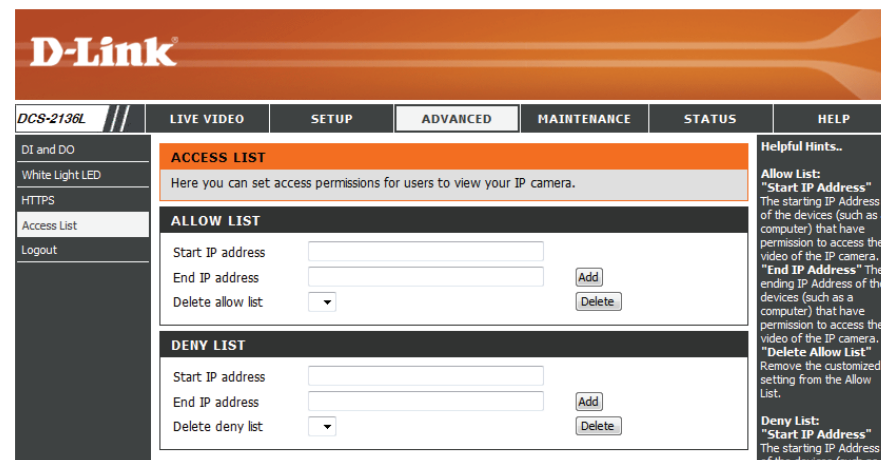 D-Link®
DCS-2136L
LIVE VIDEO
SETUP
ADVANCED
MAINTENANCE
STATUS
HELP
DI and DO
White Light LED
HTTPS
Access List
Logout
ACCESS LIST
Here you can set access permissions for users to view your IP camera.
ALLOW LIST
Start IP address
End IP address
Add
Delete allow list
Delete
DENY LIST
Start IP address
End IP address
Add
Delete deny list
Delete
Helpful Hints..
Allow List:
"Start IP Address"
The starting IP Address
of the devices (such as
computer) that have
permission to access the
video of the IP camera.
"End IP Address" The
ending IP Address of the
devices (such as a
computer) that have
permission to access the
video of the IP camera.
"Delete Allow List"
Remove the customized
setting from the Allow
List.
Deny List:
"Start IP Address"
The starting IP Address